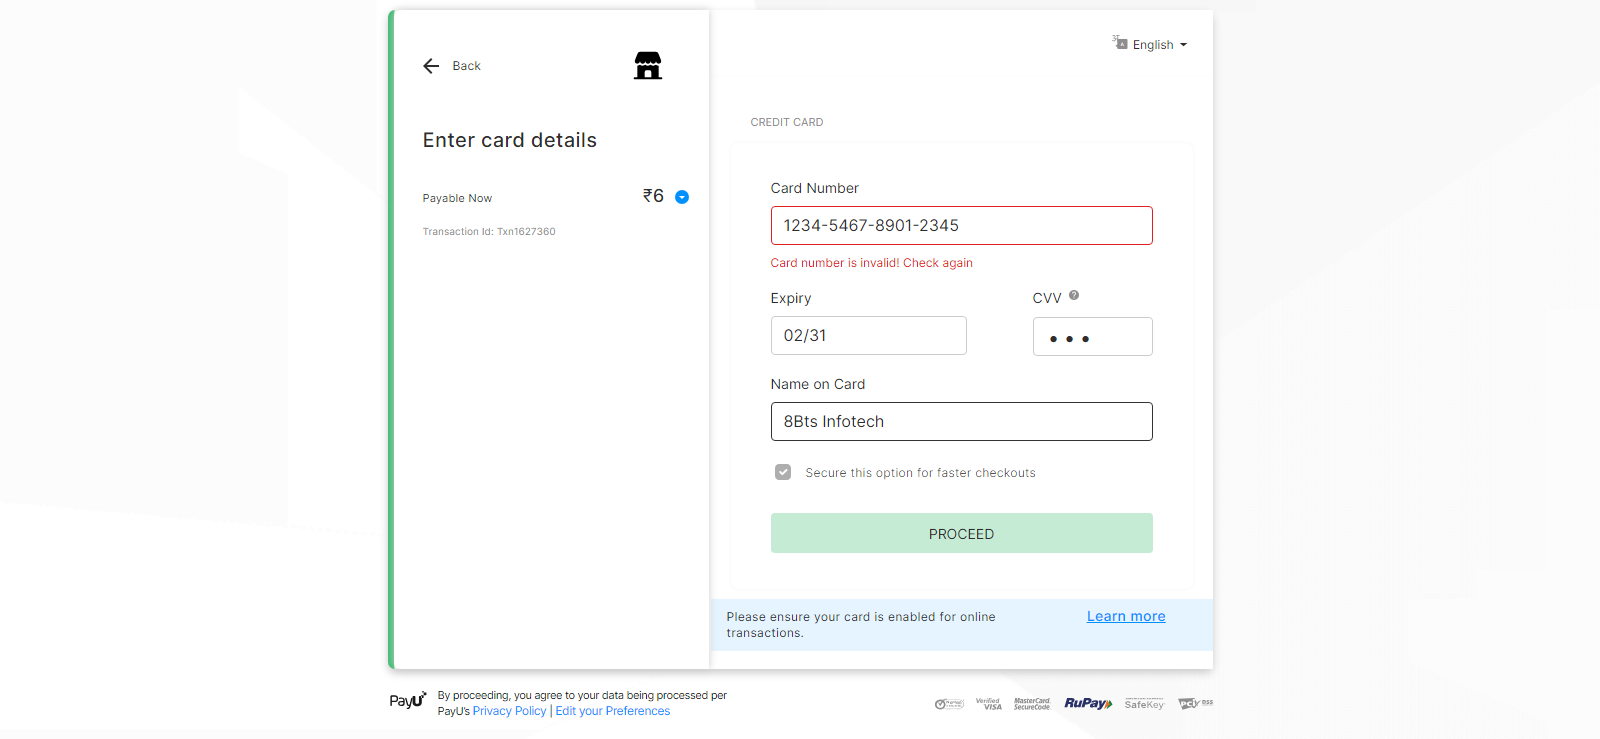 Back
English
Enter card details
Payable Now
₹6
Transaction Id: Txn1627360
CREDIT CARD
Card Number
1234-5467-8901-2345
Card number is invalid! Check again
Expiry
CVV
02/31
Name on Card
8Bts Infotech
Secure this option for faster checkouts
PROCEED
Please ensure your card is enabled for online
transactions.
Learn more
PayU
By proceeding, you agree to your data being processed per
PayU's Privacy Policy | Edit your Preferences
Verified
VISA
MasterCard.
SecureCode.
RuPay
SafeKey
PCI DSS